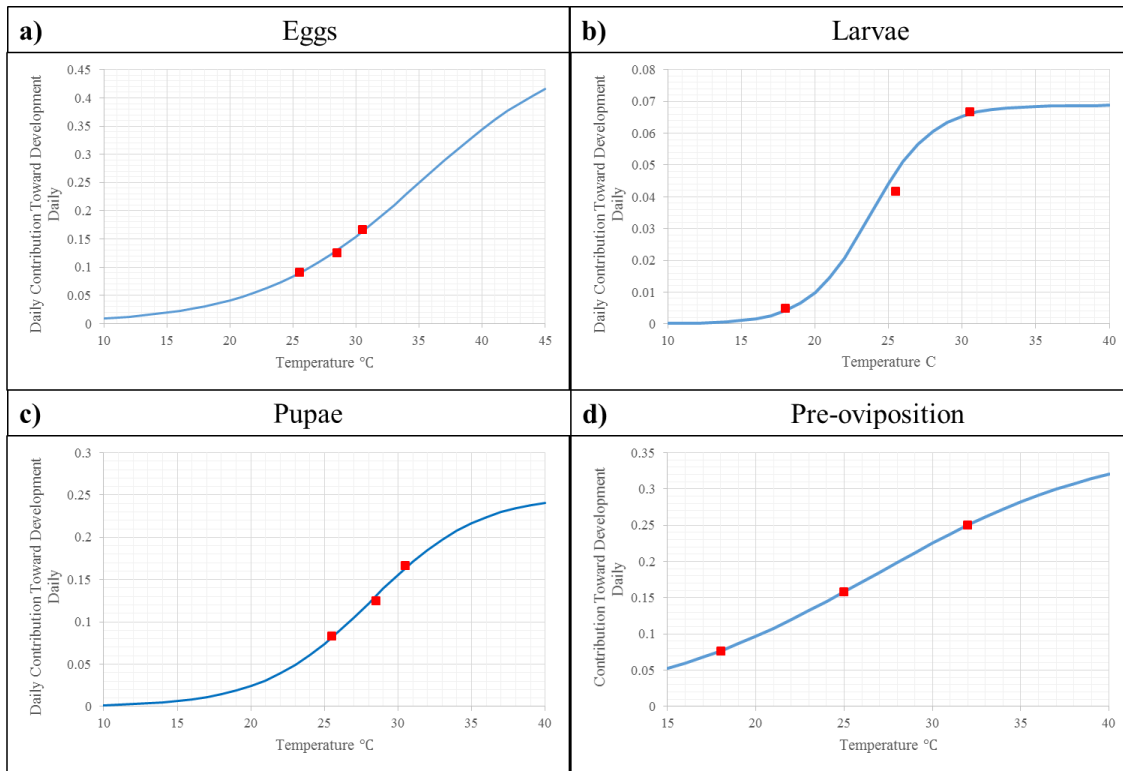 a) Eggs
b) Larvae
Daily Contribution Toward Development
Daily
0.45
0.4
0.35
0.3
0.25
0.2
0.15
0.1
0.05
0
10 15 20 25 30 35 40 45
Temperature °C
Daily Contribution Toward Development
Daily
0.08
0.07
0.06
0.05
0.04
0.03
0.02
0.01
0
10 15 20 25 30 35 40
Temperature C
c) Pupae
d) Pre-oviposition
Daily Contribution Toward Development
Daily
0.3
0.25
0.2
0.15
0.1
0.05
0
10 15 20 25 30 35 40
Temperature °C
Contribution Toward Development
Daily
0.35
0.3
0.25
0.2
0.15
0.1
0.05
0
15 20 25 30 35 40
Temperature °C